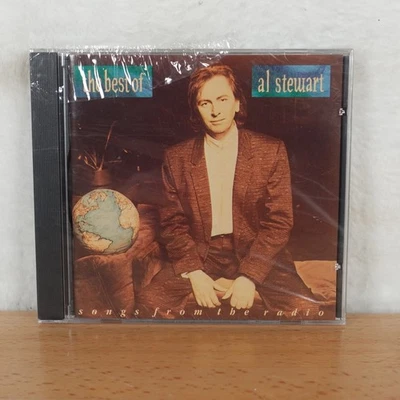 the best of
al stewart
songs from the radio